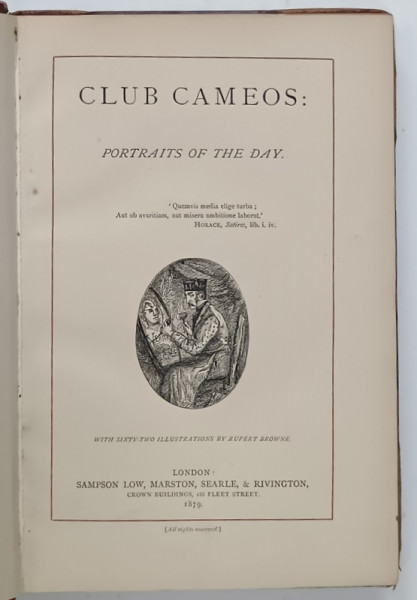 CLUB CAMEOS:
PORTRAITS OF THE DAY.
'Quemvis media elige turba;
Aut ob avaritiam, aut misera ambitione laborat.'
HORACE, Satiræ, lib. i. iv.
WITH SIXTY-TWO ILLUSTRATIONS BY RUPERT BROWNE.
LONDON:
SAMPSON LOW, MARSTON, SEARLE, & RIVINGTON,
CROWN BUILDINGS, 188 FLEET STREET.
1879.
[All rights reserved.]